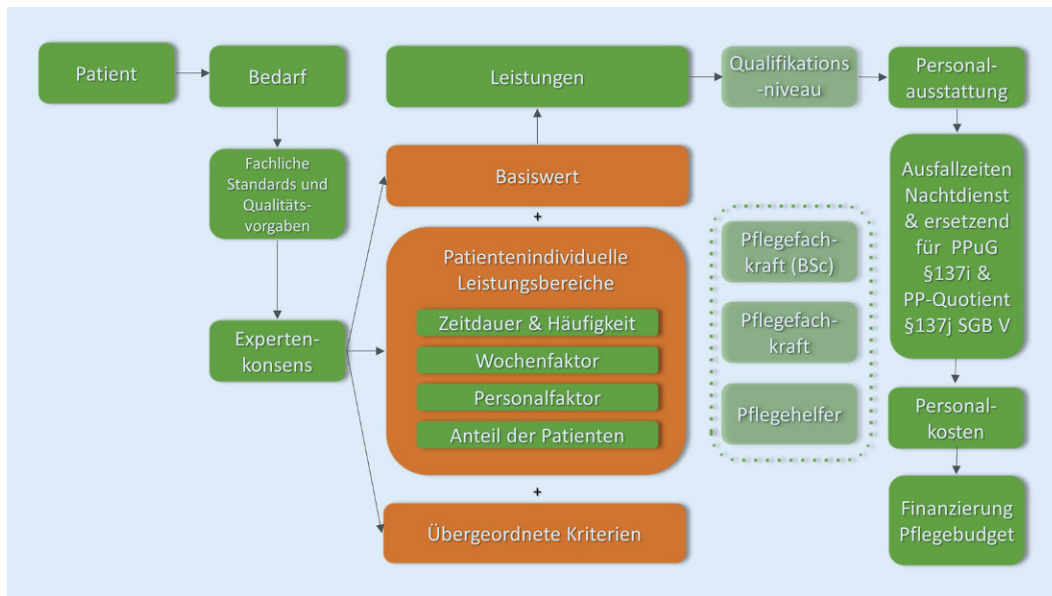 Patient
Bedarf
Fachliche
Standards und
Qualitäts-
vorgaben
Experten-
konsens
Leistungen
Basiswert
+
Patientenindividuelle
Leistungsbereiche
Zeitdauer & Häufigkeit
Wochenfaktor
Personalfaktor
Anteil der Patienten
+
Übergeordnete Kriterien
Qualifikations
-niveau
Pflegefach-
kraft (BSc)
Pflegefach-
kraft
Pflegehelfer
Personal-
ausstattung
Ausfallzeiten
Nachtdienst
& ersetzend
für PPuG
§137i &
PP-Quotient
§137j SGB V
Personal-
kosten
Finanzierung
Pflegebudget